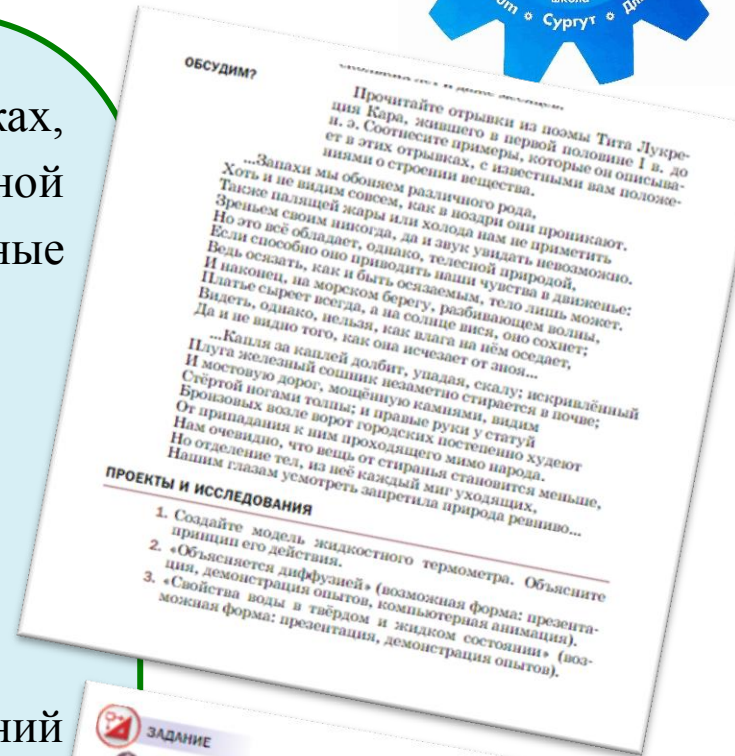 школа
Сургут
ках,
ной
ные
ний
ОБСУДИМ?
Прочитайте отрывки из поэмы Тита Лукре-
ция Кара, жившего в первой половине I в. до
н. э. Соотнесите примеры, которые он описыва-
ет в этих отрывках, с известными вам положе-
ниями о строении вещества.
...Запахи мы обоняем различного рода,
Хоть и не видим совсем, как в ноздри они проникают.
Также палящей жары или холода нам не приметить
Зреньем своим никогда, да и звук увидать невозможно.
Но это всё обладает, однако, телесной природой,
Если способно оно приводить наши чувства в движенье:
Ведь осязать, как и быть осязаемым, тело лишь может.
И наконец, на морском берегу, разбивающем волны,
Платье сыреет всегда, а на солнце вися, оно сохнет;
Видеть, однако, нельзя, как влага на нём оседает,
Да и не видно того, как она исчезает от зноя...
...Капля за каплей долбит, упадая, скалу; искривлённый
Плуга железный сошник незаметно стирается в почве;
И мостовую дорог, мощённую камнями, видим
Стёртой ногами толпы; и правые руки у статуй
Бронзовых возле ворот городских постепенно худеют
От припадания к ним проходящего мимо народа.
Нам очевидно, что вещь от стиранья становится меньше,
Но отделение тел, из неё каждый миг уходящих,
Нашим глазам усмотреть запретила природа ревниво...
ПРОЕКТЫ И ИССЛЕДОВАНИЯ
1. Создайте модель жидкостного термометра. Объясните
принцип его действия.
2. «Объясняется диффузией» (возможная форма: презента-
ция, демонстрация опытов, компьютерная анимация).
3. «Свойства воды в твёрдом и жидком состоянии» (воз-
можная форма: презентация, демонстрация опытов).
ЗАДАНИЕ